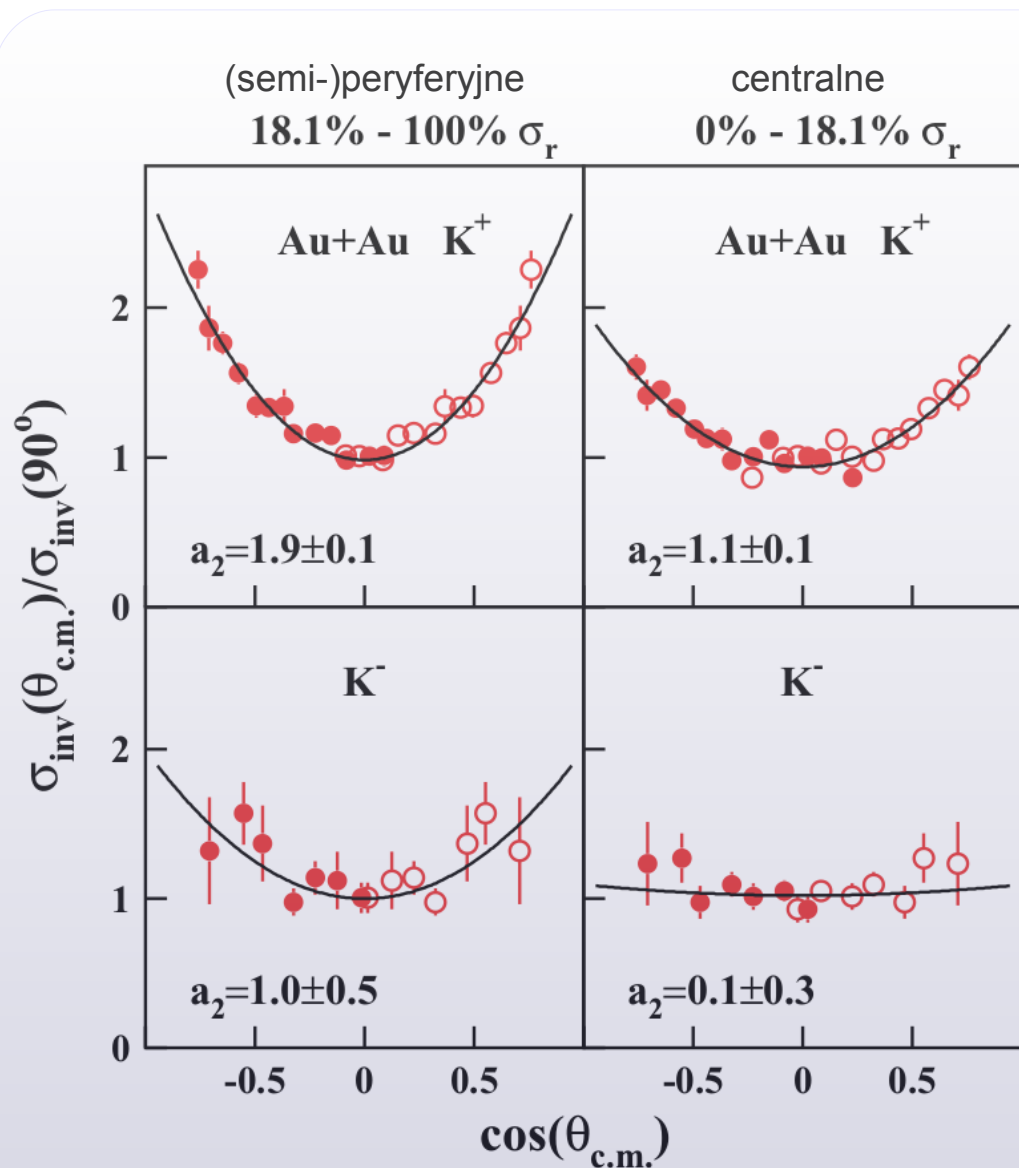 (semi-)peryferyjne
18.1% - 100% σr
centralne
0% - 18.1% σr
σinv(θc.m.)/σinv(90°)
Au+Au K+
2
1
0
a2=1.9±0.1
Au+Au K+
a2=1.1±0.1
K-
2
1
0
a2=1.0±0.5
K-
a2=0.1±0.3
-0.5 0 0.5
-0.5 0 0.5
cos(θc.m.)